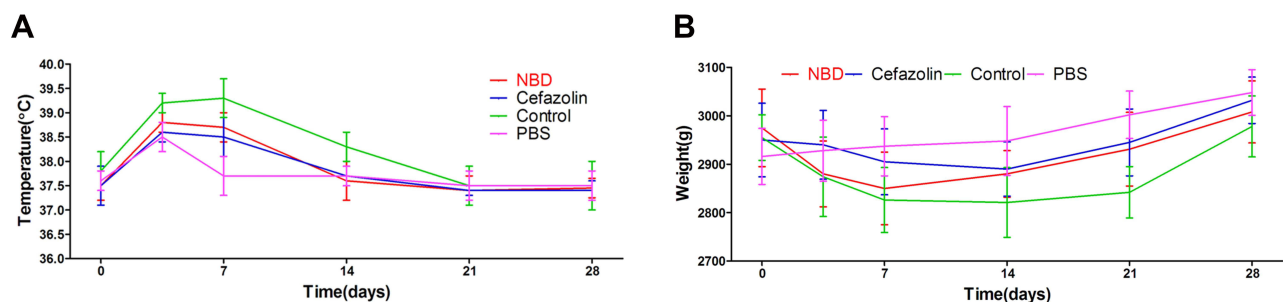 A
Temperature(°C)
40.0
39.5
39.0
38.5
38.0
37.5
37.0
36.5
36.0
NBD
Cefazolin
Control
PBS
0 7 14 21 28
Time(days)
B
Weight(g)
3100
3000
2900
2800
2700
NBD Cefazolin Control PBS
0 7 14 21 28
Time(days)